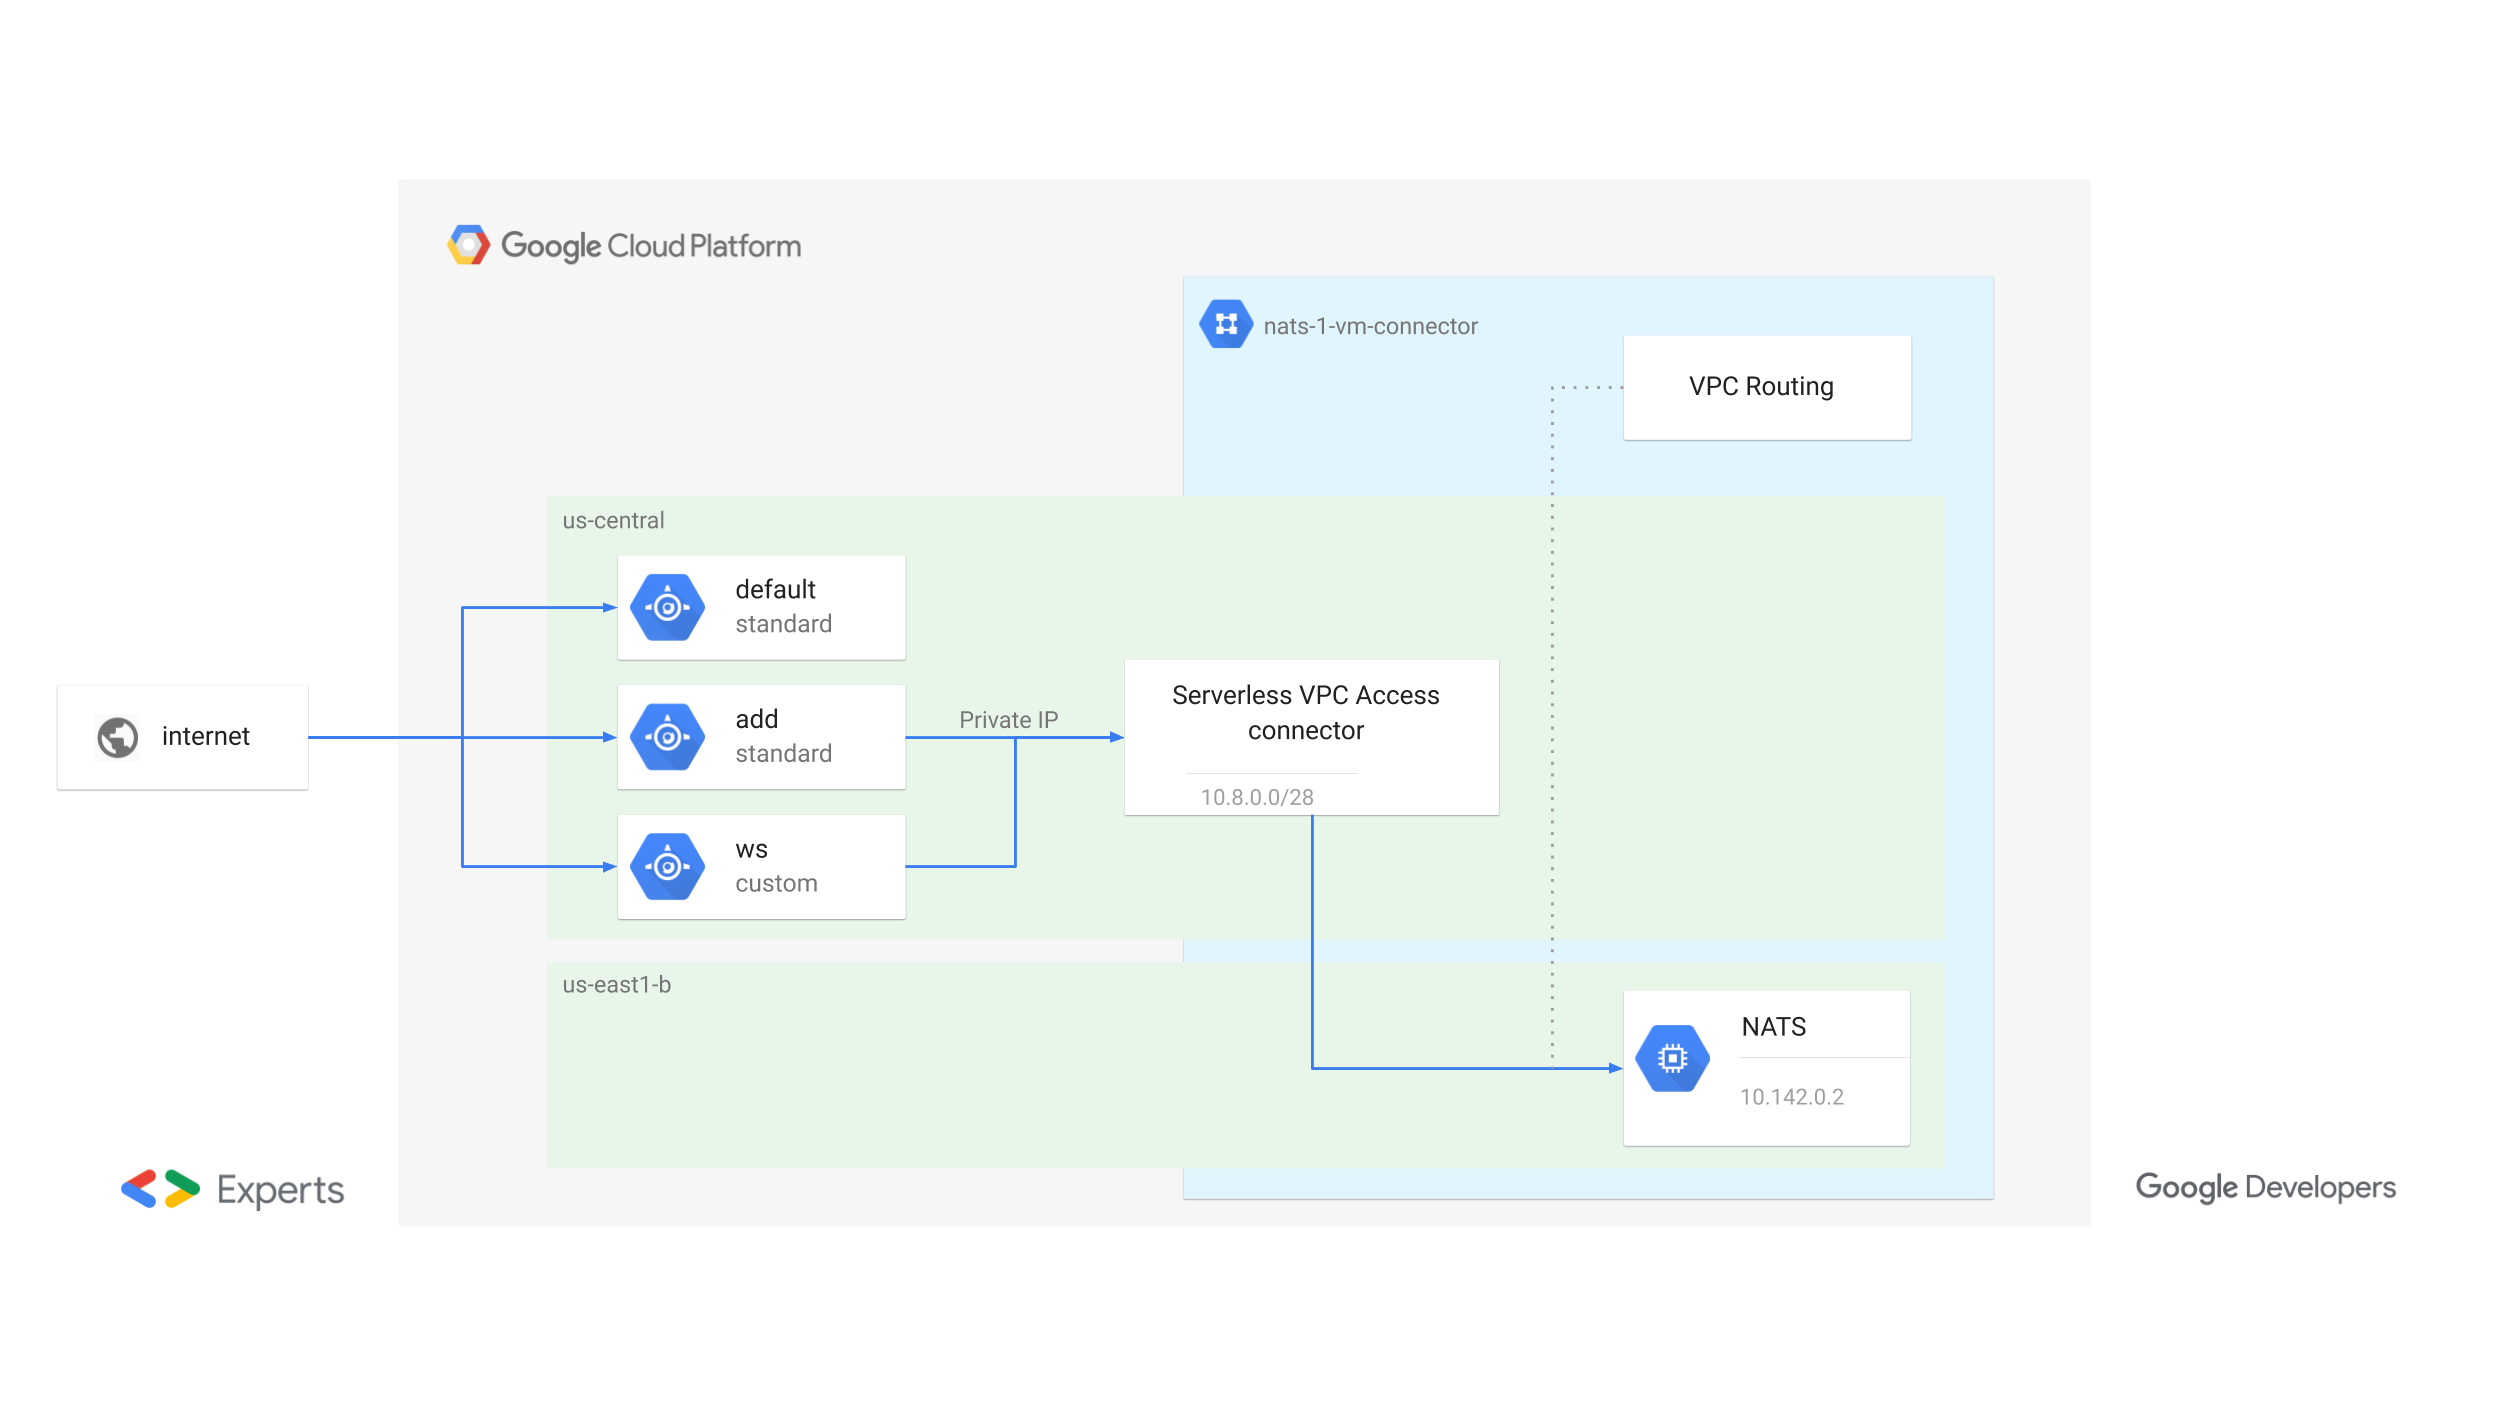 Google Cloud Platform
nats-1-vm-connector
VPC Routing
us-central
default
standard
internet
add
standard
Private IP
Serverless VPC Access
connector
10.8.0.0/28
ws
custom
us-east1-b
NATS
10.142.0.2
Experts
Google Developers